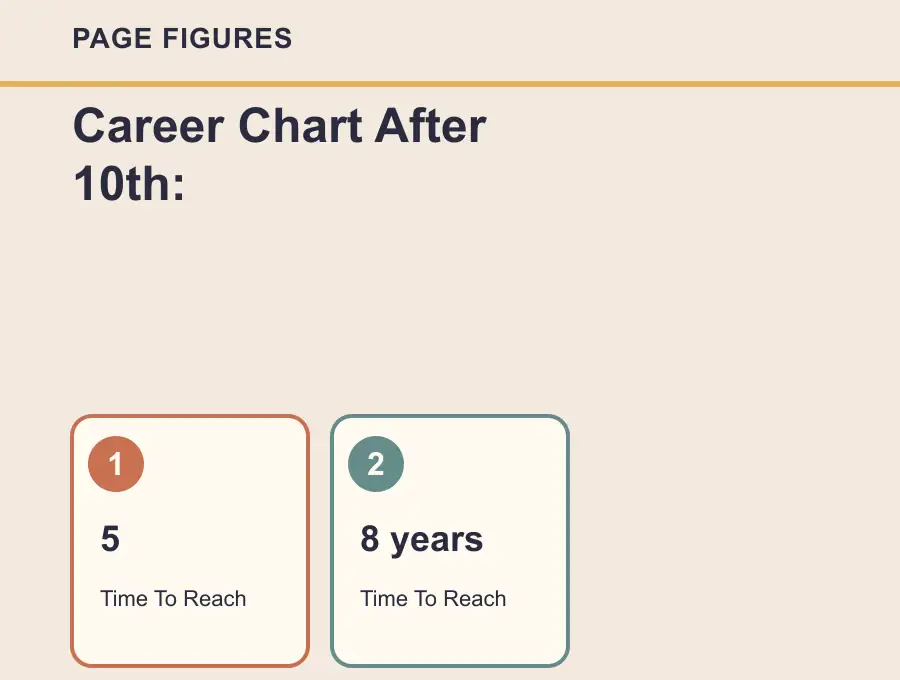 PAGE FIGURES
Career Chart After
10th:
1
5
Time To Reach
2
8 years
Time To Reach